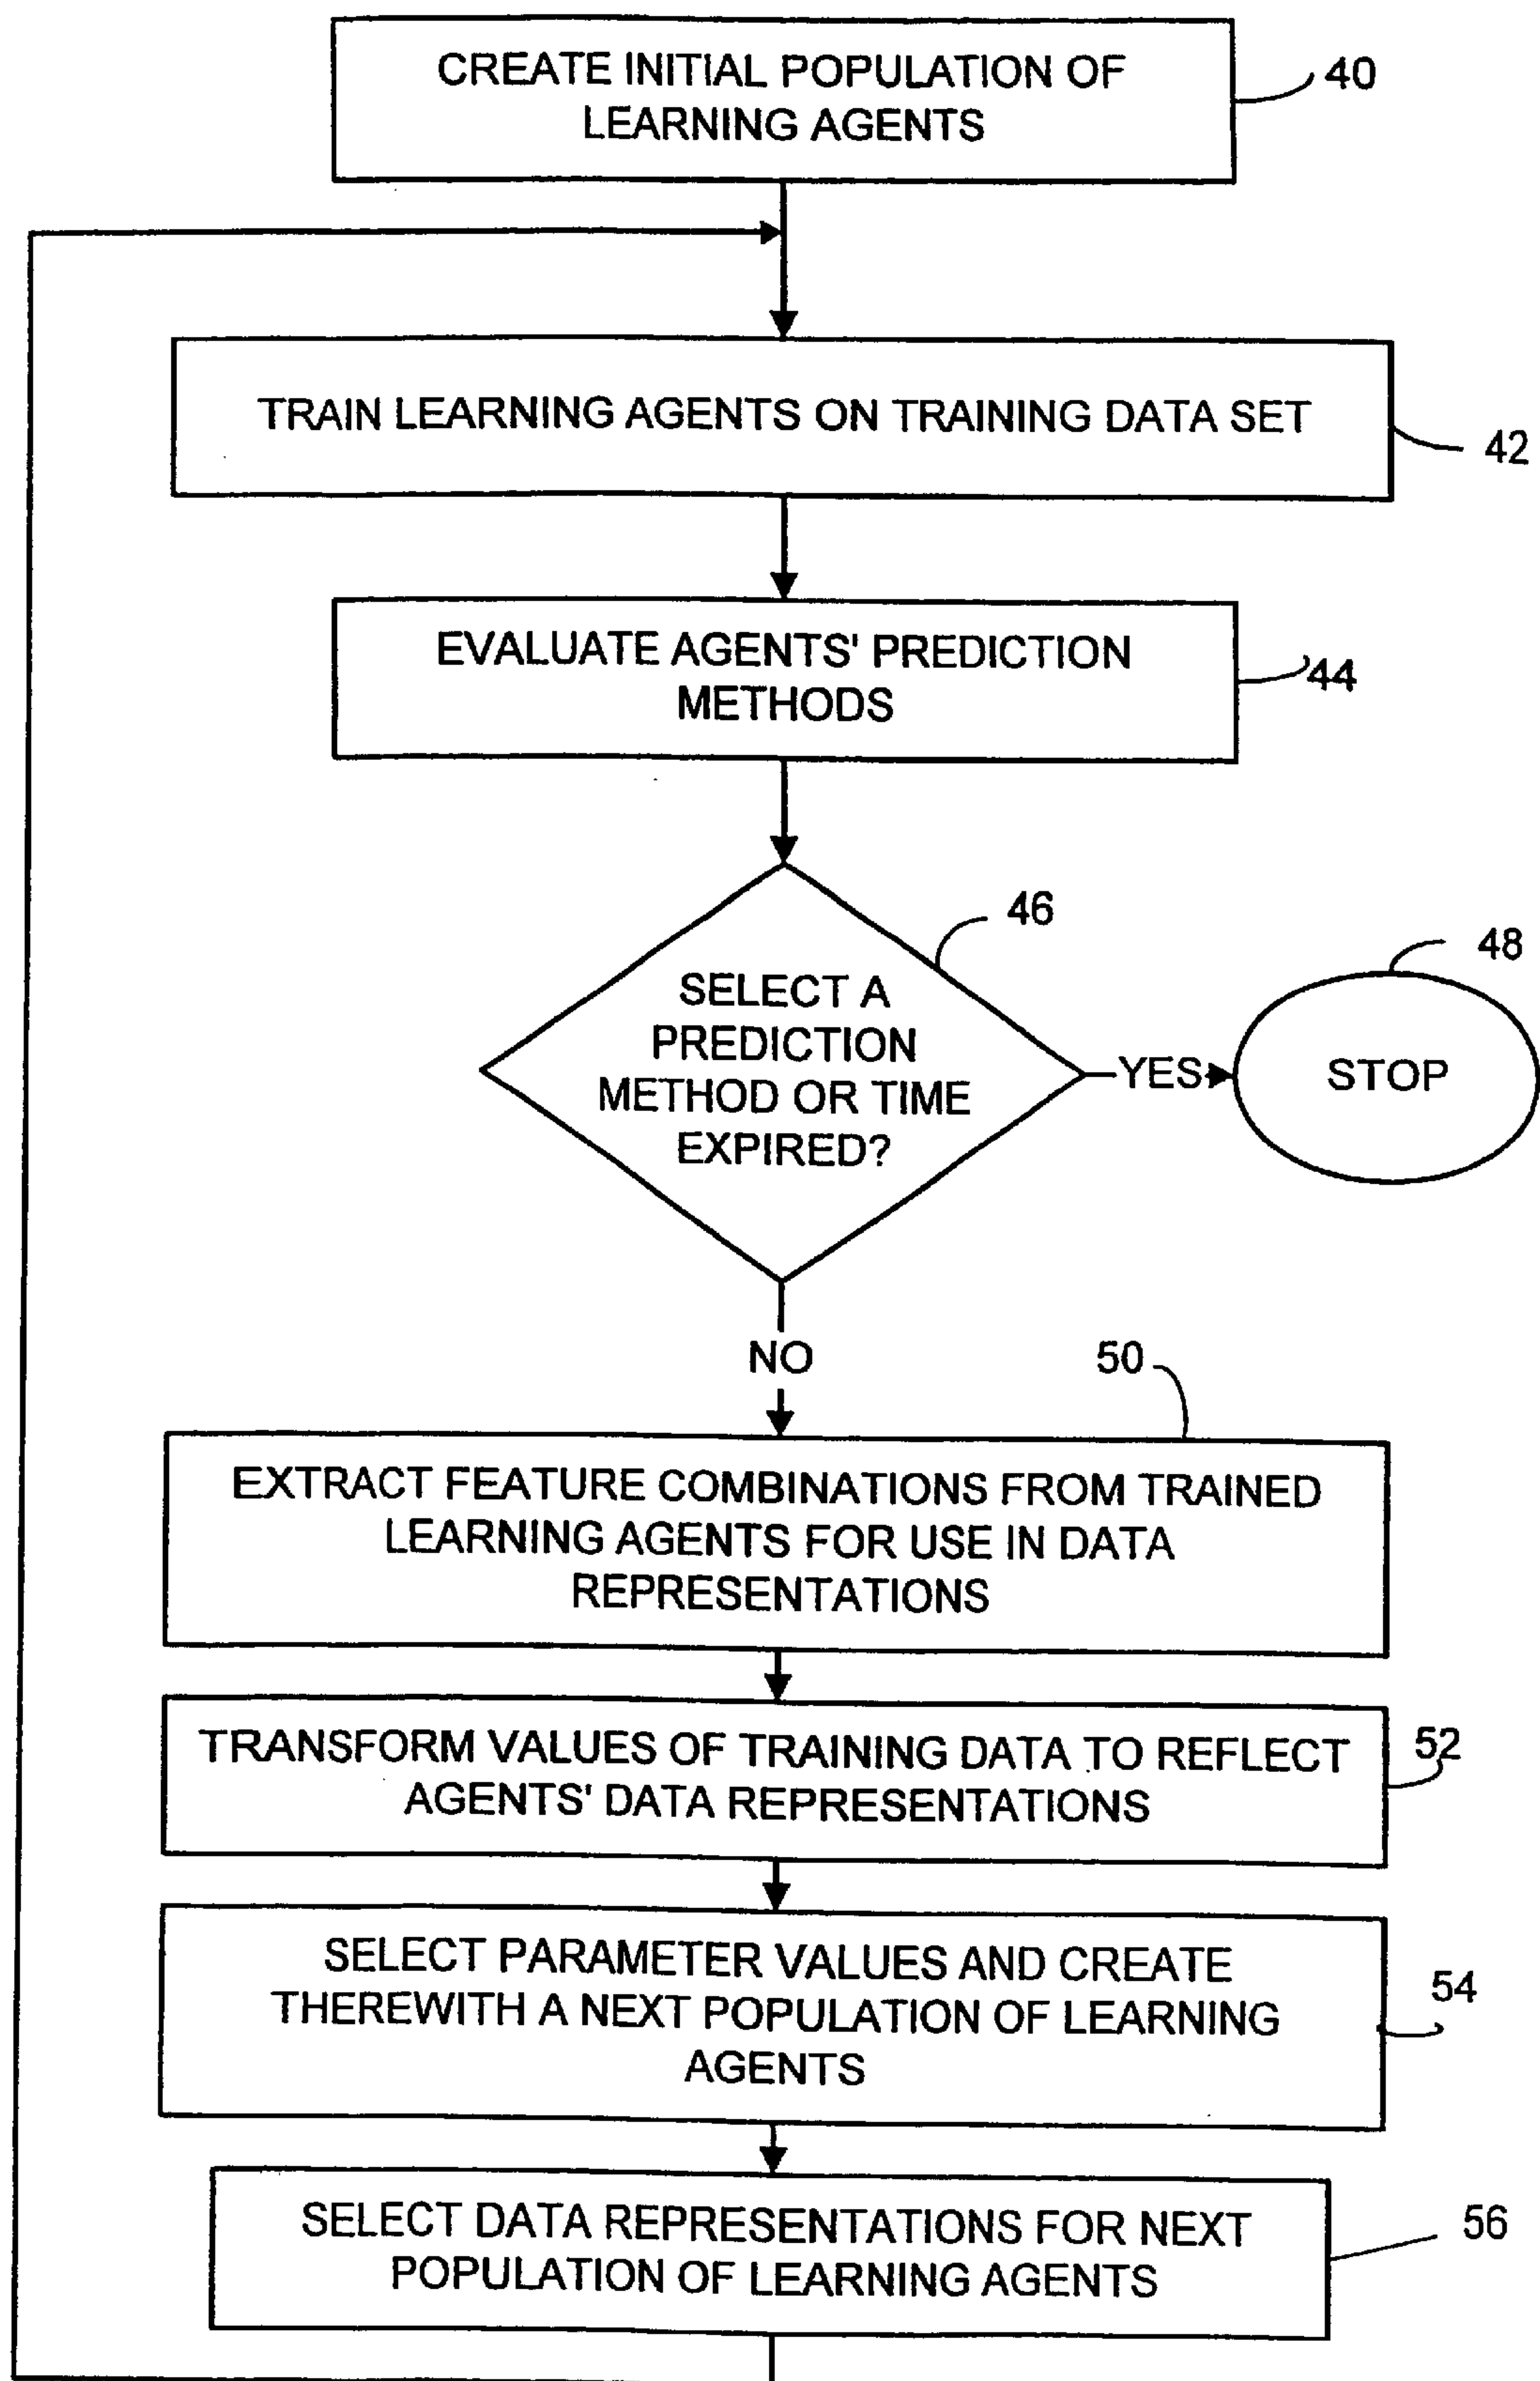 CREATE INITIAL POPULATION OF
LEARNING AGENTS
40
TRAIN LEARNING AGENTS ON TRAINING DATA SET
42
EVALUATE AGENTS' PREDICTION
METHODS
44
46
SELECT A
PREDICTION
METHOD OR TIME
EXPIRED?
YES
48
STOP
NO
50
EXTRACT FEATURE COMBINATIONS FROM TRAINED
LEARNING AGENTS FOR USE IN DATA
REPRESENTATIONS
TRANSFORM VALUES OF TRAINING DATA TO REFLECT
AGENTS' DATA REPRESENTATIONS
52
SELECT PARAMETER VALUES AND CREATE
THEREWITH A NEXT POPULATION OF LEARNING
AGENTS
54
SELECT DATA REPRESENTATIONS FOR NEXT
POPULATION OF LEARNING AGENTS
56